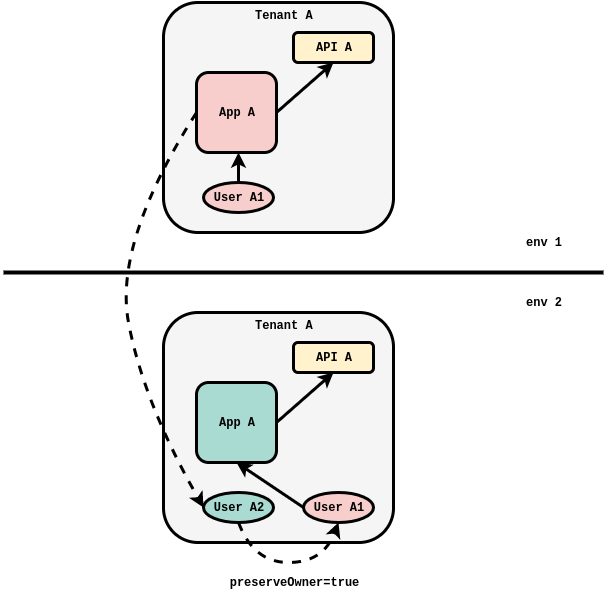 Tenant A
API A
App A
User A1
env 1
env 2
Tenant A
API A
App A
User A2
User A1
preserveOwner=true